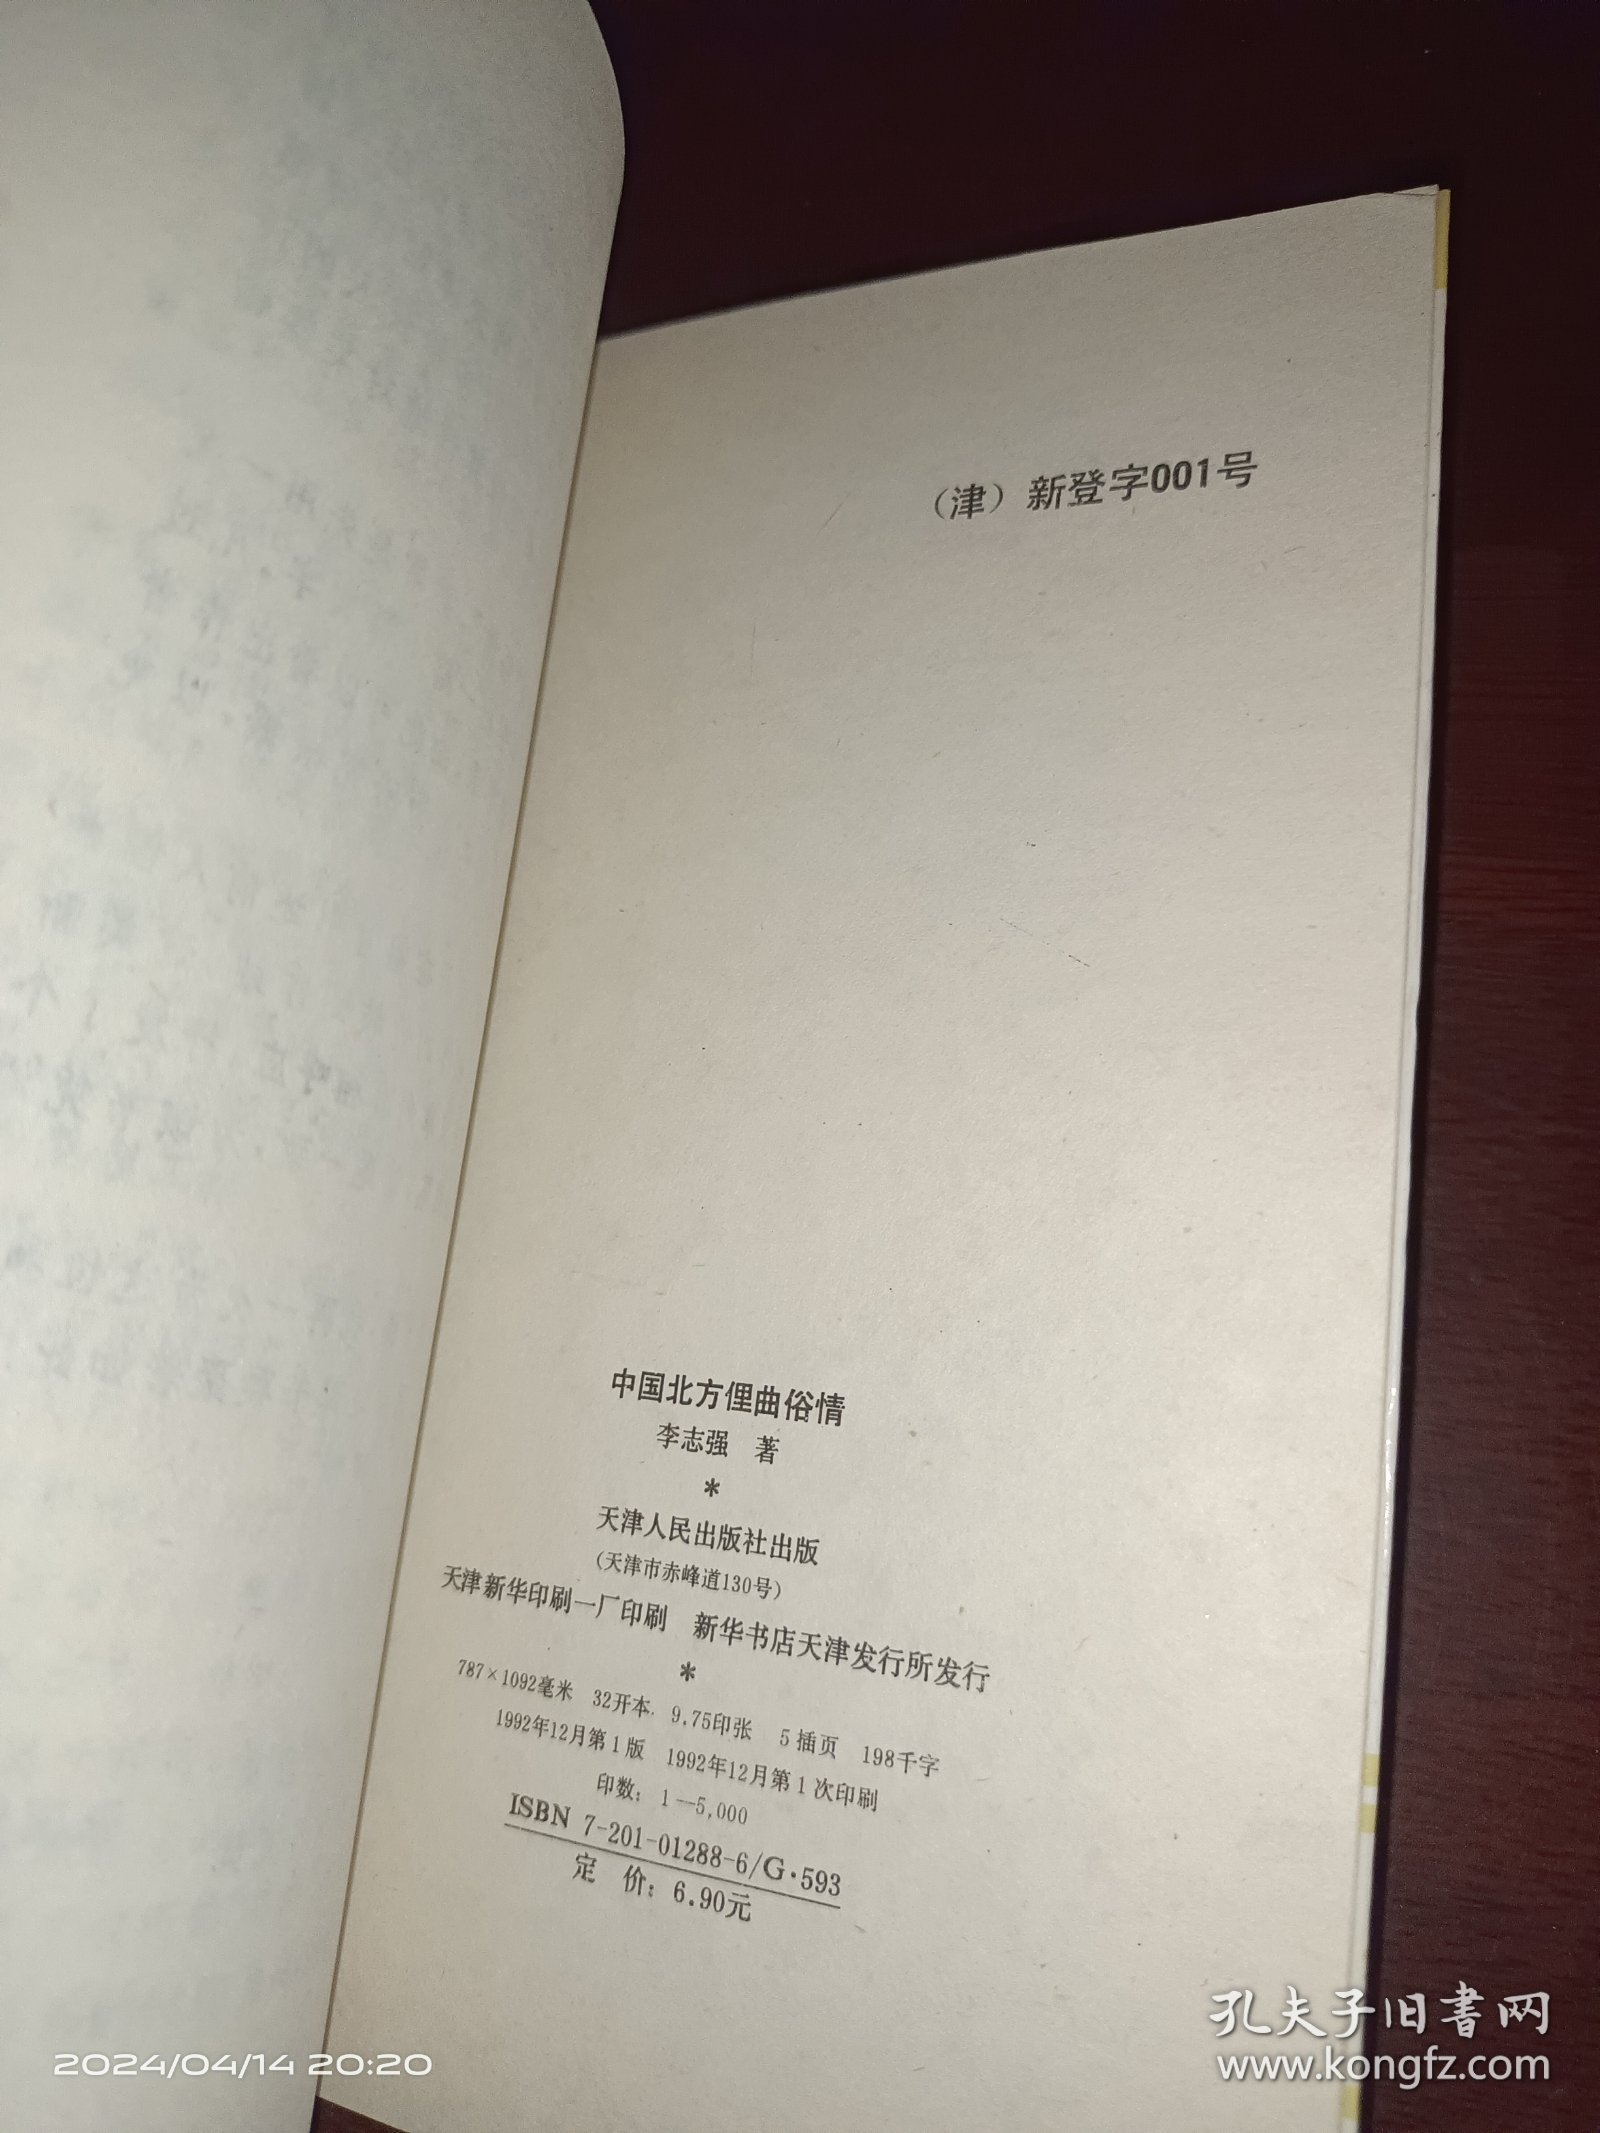 （津）新登字001号
中国北方俚曲俗情
李志强 著
*
天津人民出版社出版
（天津市赤峰道130号）
天津新华印刷一厂印刷 新华书店天津发行所发行
*
787×1092毫米 32开本 9.75印张 5插页 198千字
1992年12月第1版 1992年12月第1次印刷
印数：1—5,000
ISBN 7-201-01288-6/G·593
定 价：6.90元
孔夫子旧书网
www.kongfz.com
2024/04/14 20:20